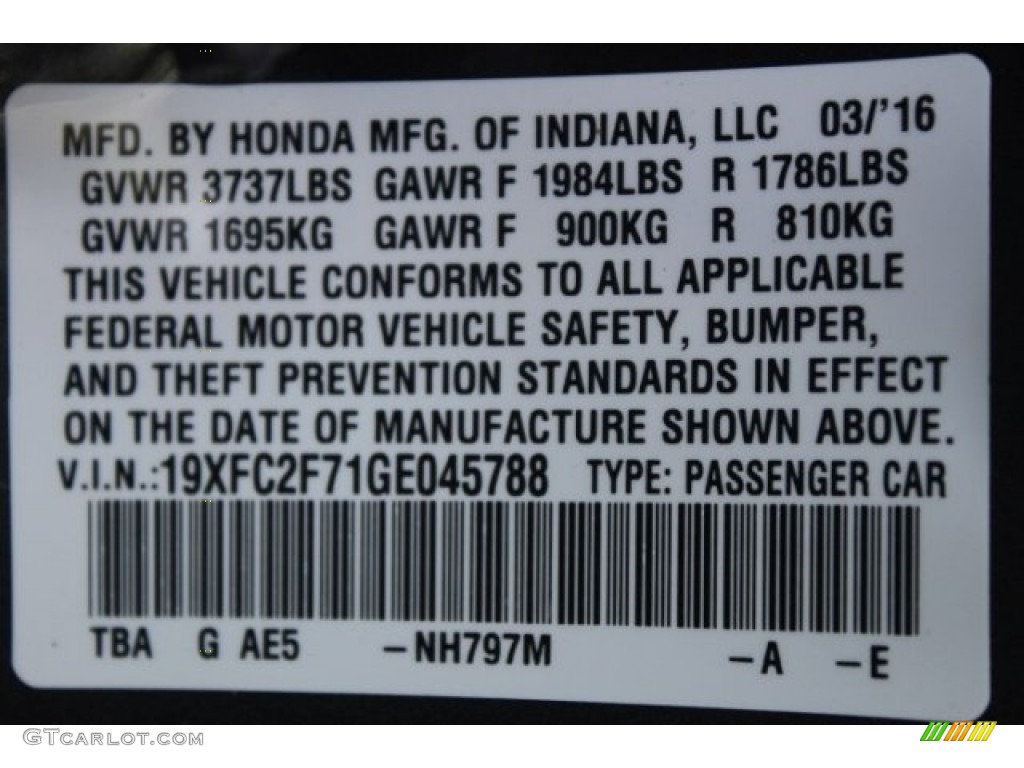 MFD. BY HONDA MFG. OF INDIANA, LLC 03/'16
GVWR 3737LBS GAWR F 1984LBS R 1786LBS
GVWR 1695KG GAWR F 900KG R 810KG
THIS VEHICLE CONFORMS TO ALL APPLICABLE
FEDERAL MOTOR VEHICLE SAFETY, BUMPER,
AND THEFT PREVENTION STANDARDS IN EFFECT
ON THE DATE OF MANUFACTURE SHOWN ABOVE.
V.I.N.:19XFC2F71GE045788 TYPE: PASSENGER CAR
TBA G AE5 –NH797M –A –E
GTCarlot.com